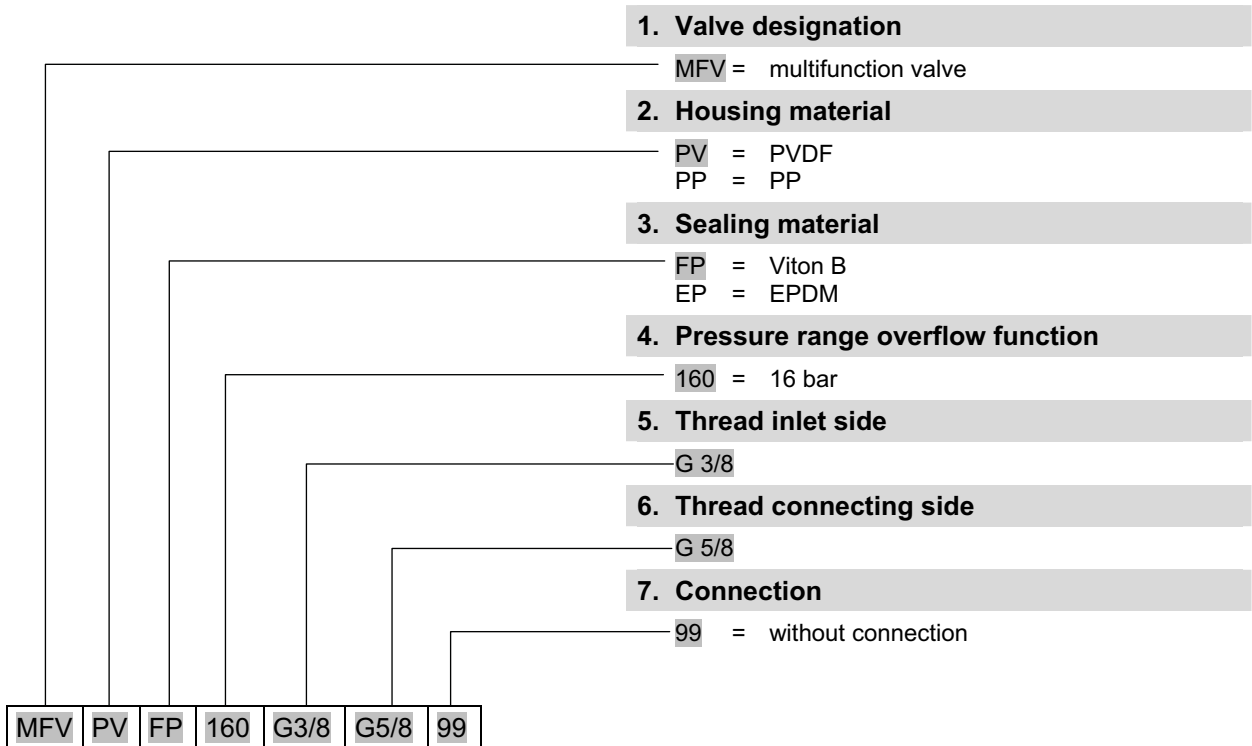 1. Valve designation
MFV = multifunction valve
2. Housing material
PV = PVDF
PP = PP
3. Sealing material
FP = Viton B
EP = EPDM
4. Pressure range overflow function
160 = 16 bar
5. Thread inlet side
G 3/8
6. Thread connecting side
G 5/8
7. Connection
99 = without connection
MFV PV FP 160 G3/8 G5/8 99